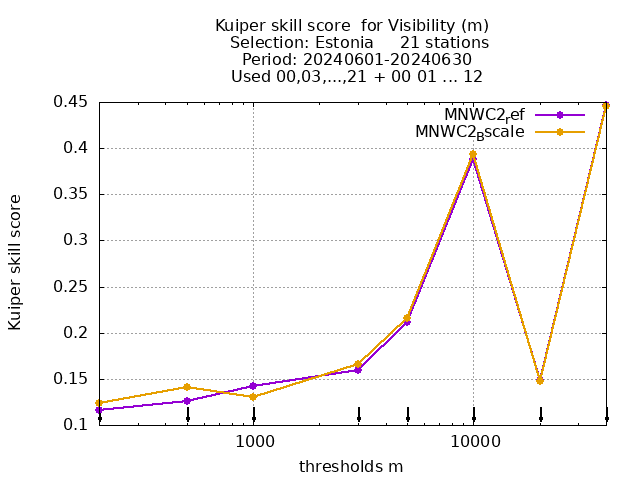 Kuiper skill score  for Visibility (m)
Selection: Estonia     21 stations
Period: 20240601-20240630
Used 00,03,...,21 + 00 01 ... 12
MNWC2ref
MNWC2Bscale
0.45
0.4
0.35
0.3
0.25
0.2
0.15
0.1
Kuiper skill score
1000
10000
thresholds m